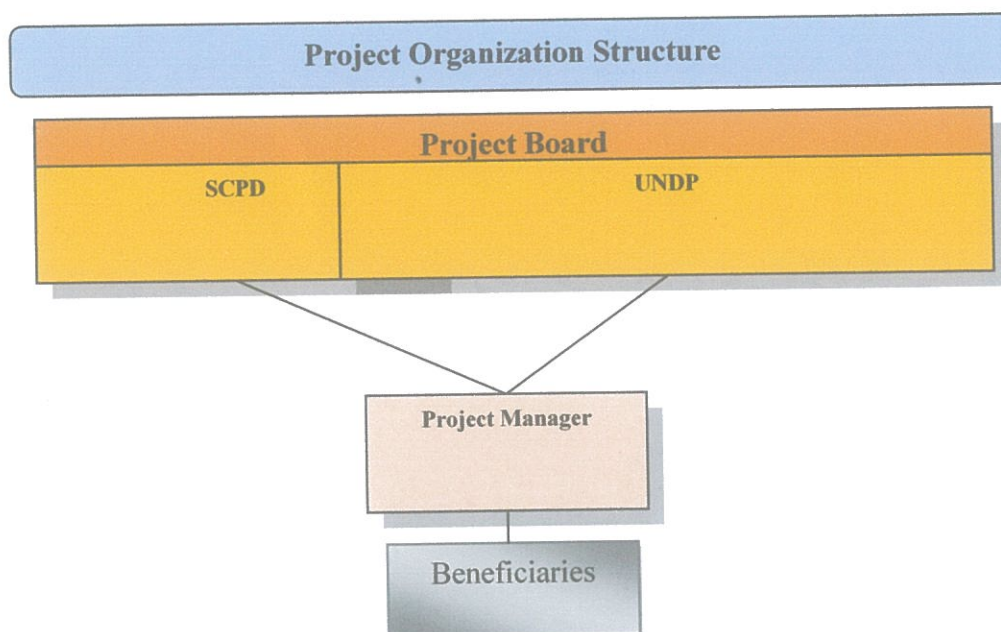 Project Organization Structure
Project Board
SCPD
UNDP
Project Manager
Beneficiaries